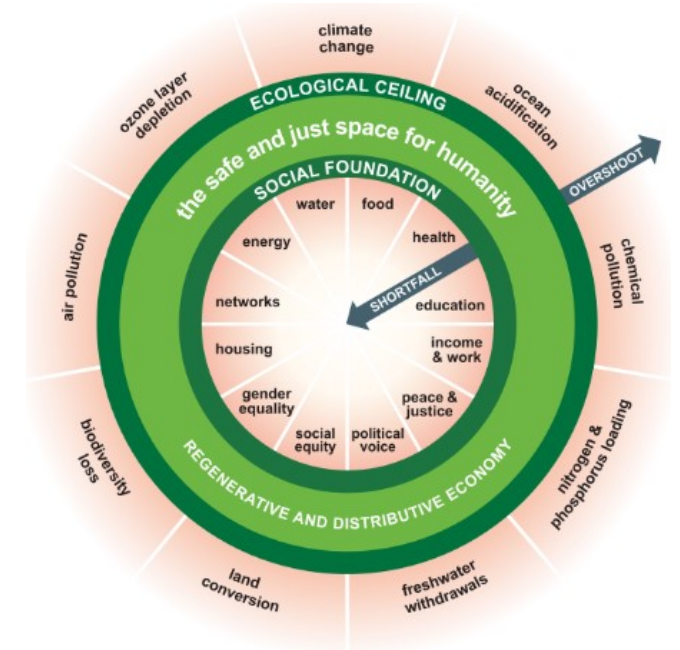 climate
change
ocean
acidification
chemical
pollution
nitrogen &
phosphorus loading
freshwater
withdrawals
land
conversion
biodiversity
loss
air pollution
ozone layer
depletion
ECOLOGICAL CEILING
OVERSHOOT
the safe and just space for humanity
SOCIAL FOUNDATION
water
food
health
SHORTFALL
education
income
& work
peace &
justice
political
voice
social
equity
gender
equality
housing
networks
energy
REGENERATIVE AND DISTRIBUTIVE ECONOMY